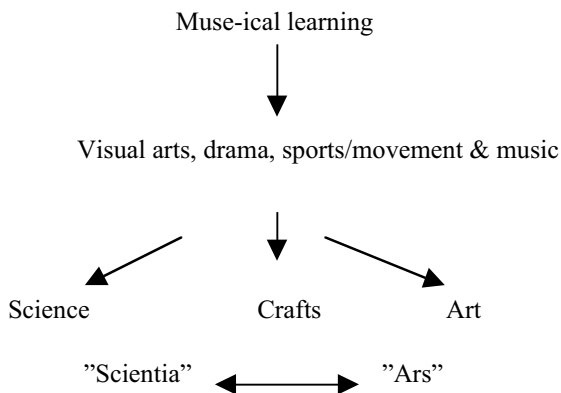 Muse-ical learning
Visual arts, drama, sports/movement & music
Science Crafts Art
”Scientia” ”Ars”